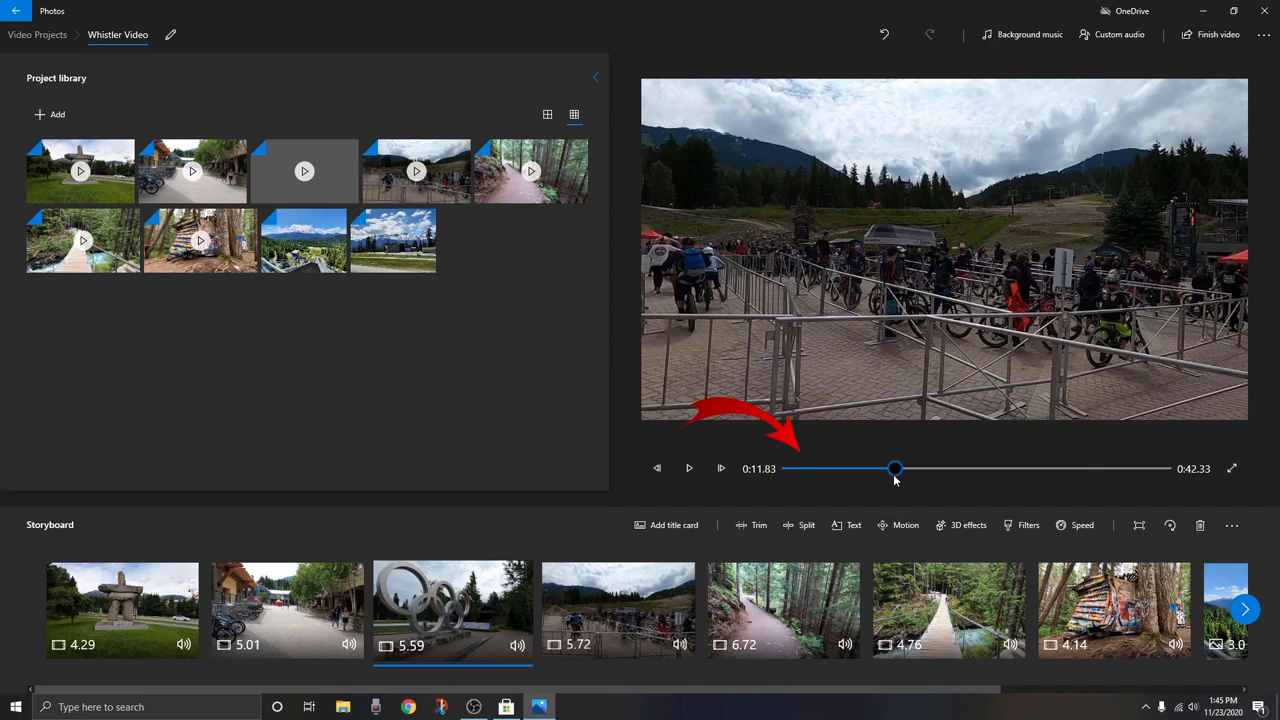 Photos
OneDrive
Video Projects > Whistler Video
Background music
Custom audio
Finish video
Project library
Add
0:11.83
0:42.33
Storyboard
Add title card
Trim
Split
Text
Motion
3D effects
Filters
Speed
4.29
5.01
5.59
5.72
6.72
4.76
4.14
3.0
Type here to search
1:45 PM
11/23/2020
1